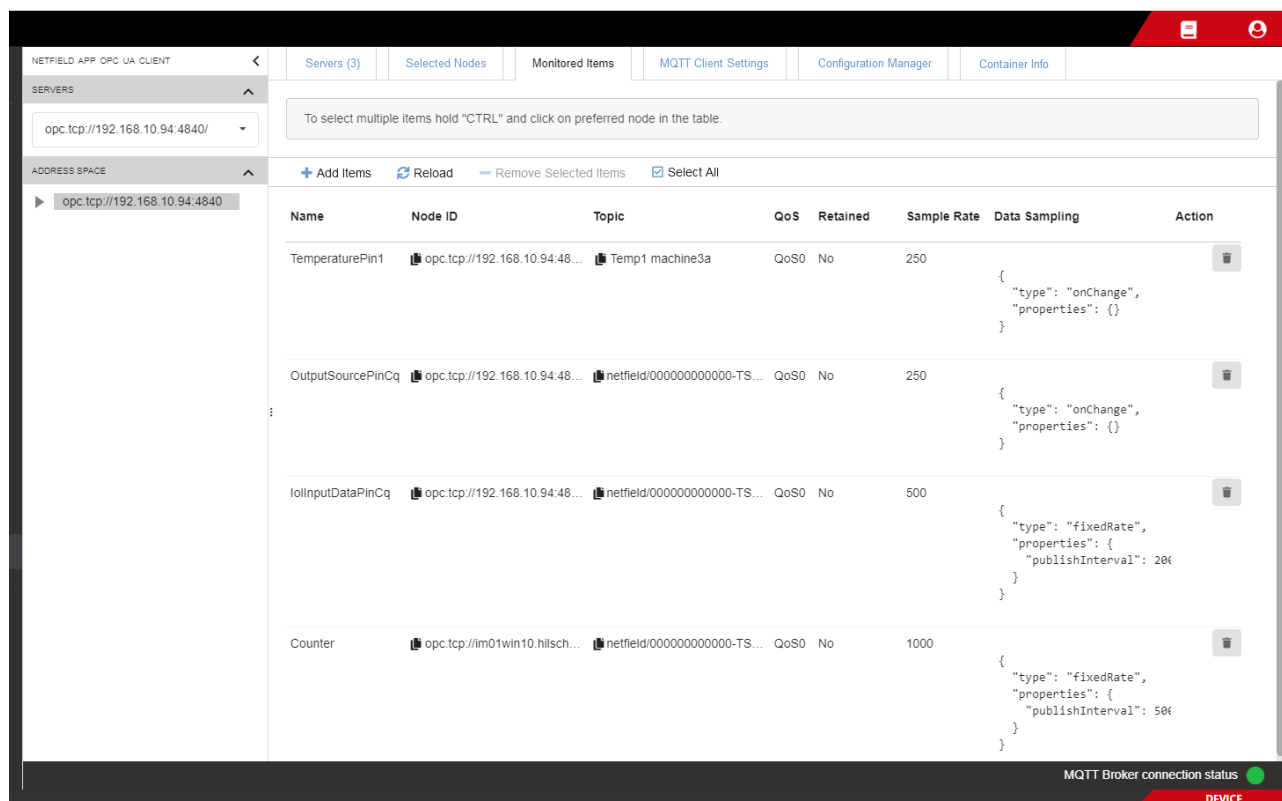 NETFIELD APP OPC UA CLIENT
Servers (3) Selected Nodes Monitored Items MQTT Client Settings Configuration Manager Container Info
SERVERS
opc.tcp://192.168.10.94:4840/
To select multiple items hold "CTRL" and click on preferred node in the table.
ADDRESS SPACE
opc.tcp://192.168.10.94:4840
Add Items Reload Remove Selected Items Select All
Name Node ID Topic QoS Retained Sample Rate Data Sampling Action
TemperaturePin1 opc.tcp://192.168.10.94:48... Temp1 machine3a QoS0 No 250
{
"type": "onChange",
"properties": {}
}
OutputSourcePinCq opc.tcp://192.168.10.94:48... netfield/000000000000-TS... QoS0 No 250
{
"type": "onChange",
"properties": {}
}
IolInputDataPinCq opc.tcp://192.168.10.94:48... netfield/000000000000-TS... QoS0 No 500
{
"type": "fixedRate",
"properties": {
"publishInterval": 200
}
}
Counter opc.tcp://im01win10.hilsch... netfield/000000000000-TS... QoS0 No 1000
{
"type": "fixedRate",
"properties": {
"publishInterval": 500
}
}
MQTT Broker connection status
DEVICE